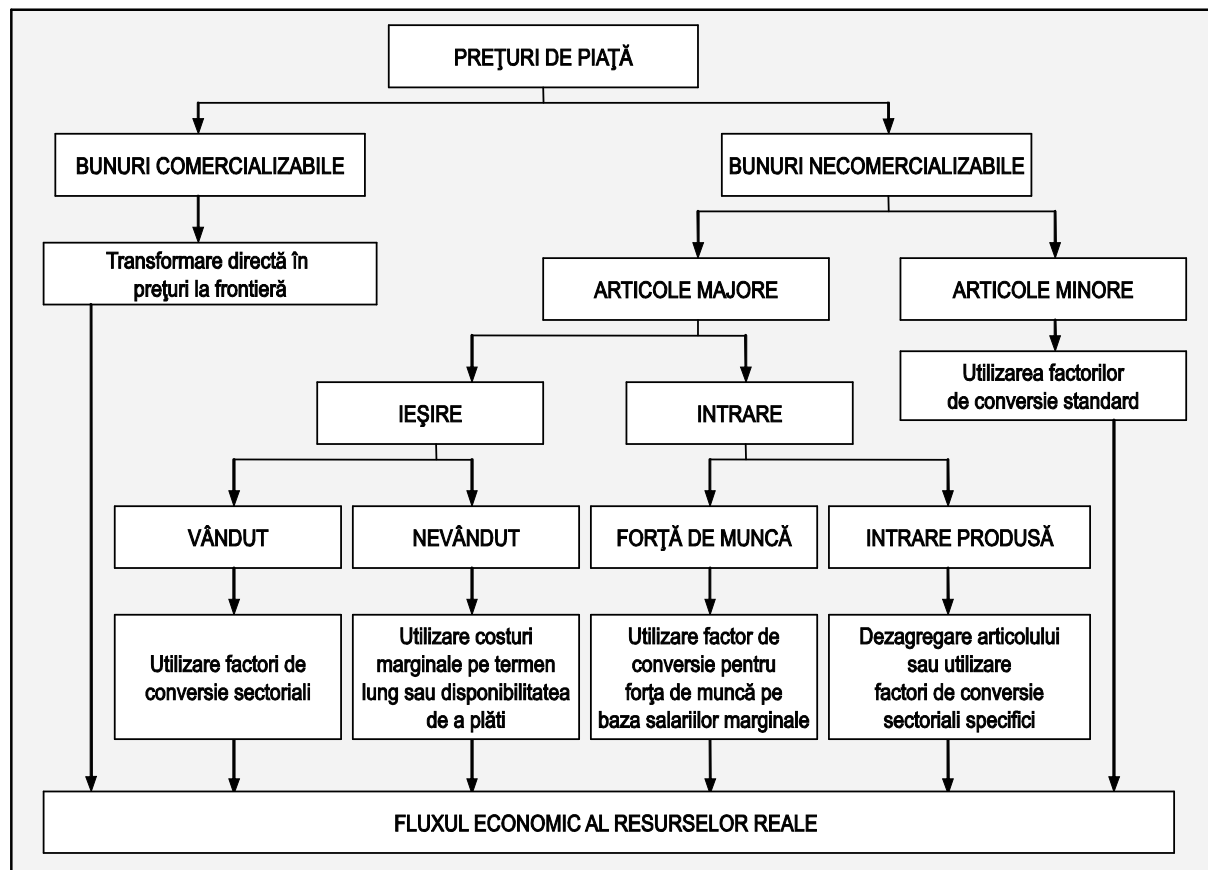 PREŢURI DE PIAŢĂ
BUNURI COMERCIALIZABILE
BUNURI NECOMERCIALIZABILE
Transformare directă în
preţuri la frontieră
ARTICOLE MAJORE
ARTICOLE MINORE
Utilizarea factorilor
de conversie standard
IEŞIRE
INTRARE
VÂNDUT
NEVÂNDUT
FORŢĂ DE MUNCĂ
INTRARE PRODUSĂ
Utilizare factori de
conversie sectoriali
Utilizare costuri
marginale pe termen
lung sau disponibilitatea
de a plăti
Utilizare factor de
conversie pentru
forţa de muncă pe
baza salariilor marginale
Dezagregare articolului
sau utilizare
factori de conversie
sectoriali specifici
FLUXUL ECONOMIC AL RESURSELOR REALE